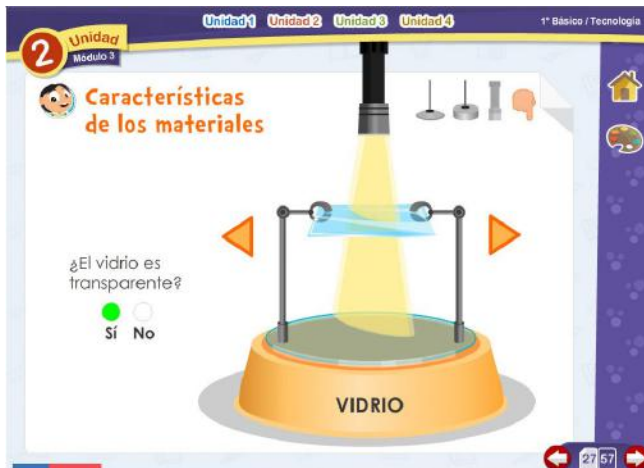 Unidad 1 Unidad 2 Unidad 3 Unidad 4
1° Básico / Tecnología
2 Unidad
Módulo 3
Características
de los materiales
¿El vidrio es
transparente?
Sí No
VIDRIO
27 57